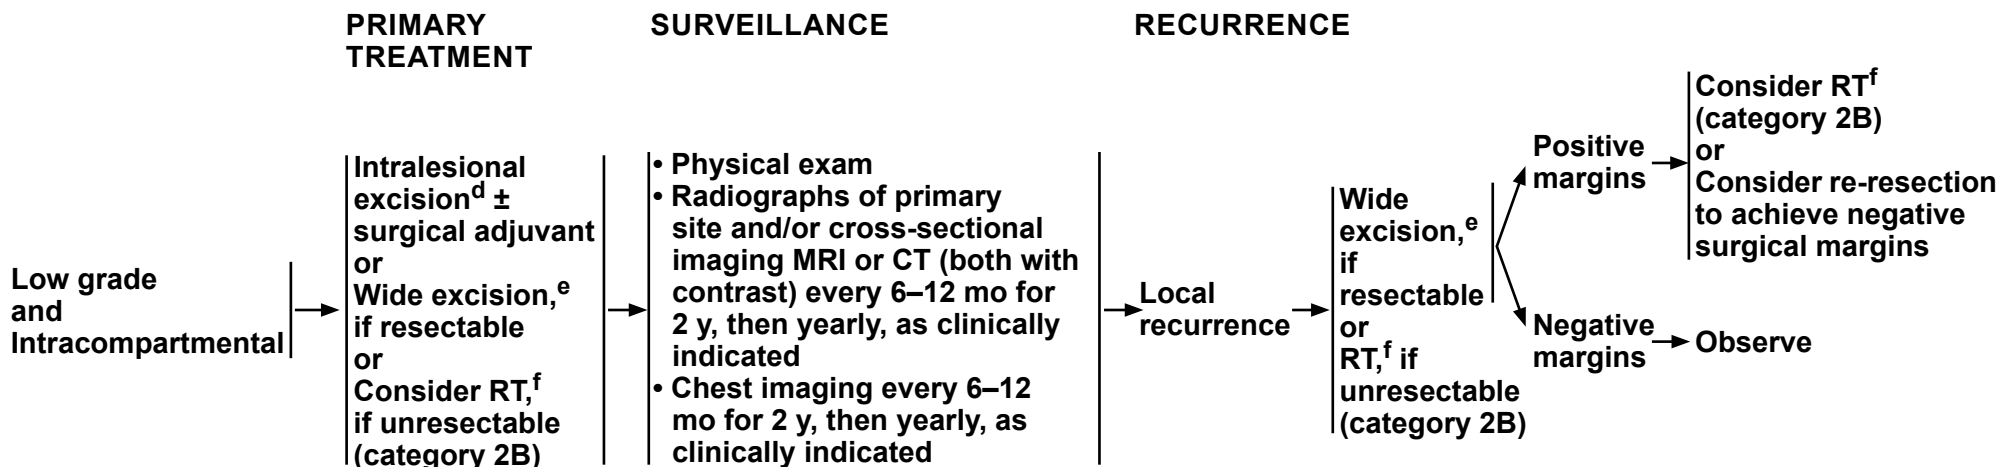 PRIMARY
TREATMENT
SURVEILLANCE
RECURRENCE
Low grade
and
Intracompartmental
Intralesional
excisiond ±
surgical adjuvant
or
Wide excision,e
if resectable
or
Consider RT,f
if unresectable
(category 2B)
• Physical exam
• Radiographs of primary
site and/or cross-sectional
imaging MRI or CT (both with
contrast) every 6–12 mo for
2 y, then yearly, as clinically
indicated
• Chest imaging every 6–12
mo for 2 y, then yearly, as
clinically indicated
Local
recurrence
Wide
excision,e
if
resectable
or
RT,f if
unresectable
(category 2B)
Positive
margins
Consider RTf
(category 2B)
or
Consider re-resection
to achieve negative
surgical margins
Negative
margins
Observe